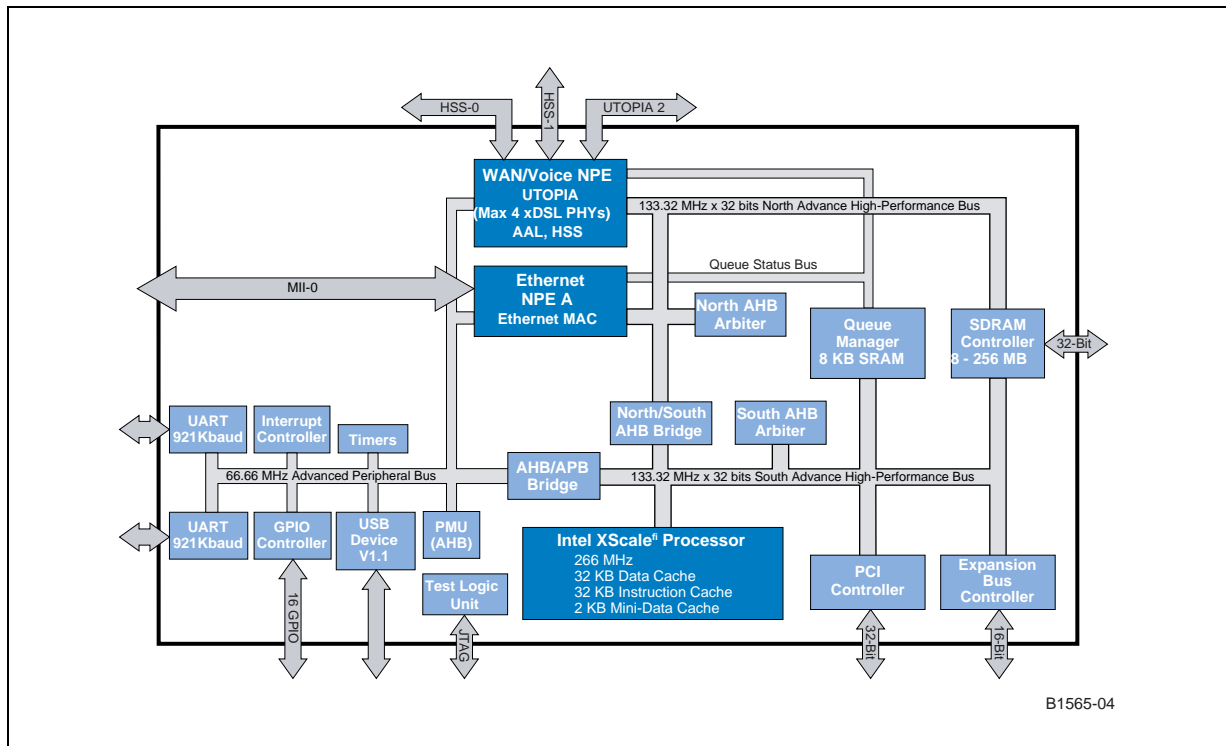 HSS-0
HSS-1
UTOPIA 2
WAN/Voice NPE
UTOPIA
(Max 4 xDSL PHYs)
AAL, HSS
133.32 MHz x 32 bits North Advance High-Performance Bus
Queue Status Bus
MII-0
Ethernet
NPE A
Ethernet MAC
North AHB
Arbiter
Queue
Manager
8 KB SRAM
SDRAM
Controller
8 - 256 MB
32-Bit
UART
921Kbaud
Interrupt
Controller
Timers
North/South
AHB Bridge
South AHB
Arbiter
66.66 MHz Advanced Peripheral Bus
AHB/APB
Bridge
133.32 MHz x 32 bits South Advance High-Performance Bus
UART
921Kbaud
GPIO
Controller
USB
Device
V1.1
PMU
(AHB)
Test Logic
Unit
Intel XScaleﬁ Processor
266 MHz
32 KB Data Cache
32 KB Instruction Cache
2 KB Mini-Data Cache
PCI
Controller
Expansion
Bus
Controller
16 GPIO
JTAG
32-Bit
16-Bit
B1565-04